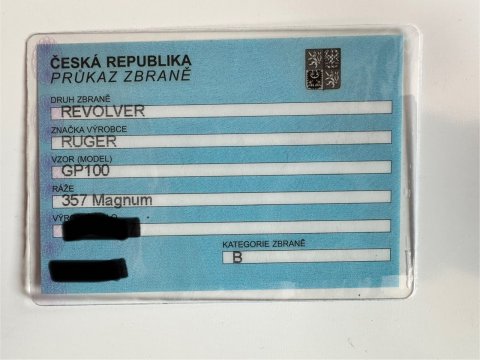 ČESKÁ REPUBLIKA
PRŮKAZ ZBRANĚ
DRUH ZBRANĚ
REVOLVER
ZNAČKA VÝROBCE
RUGER
VZOR (MODEL)
GP100
RÁŽE
357 Magnum
KATEGORIE ZBRANĚ
B